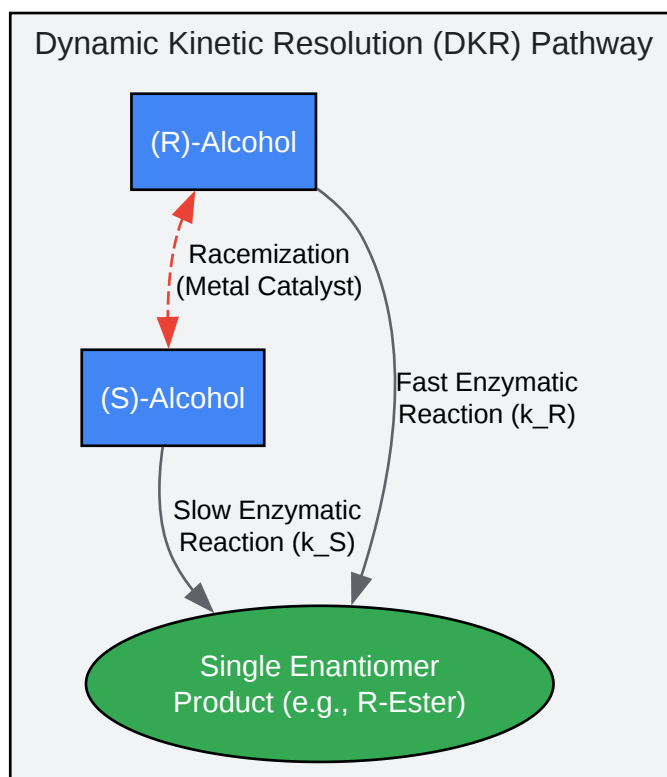 Dynamic Kinetic Resolution (DKR) Pathway
(R)-Alcohol
Racemization
(Metal Catalyst)
(S)-Alcohol
Fast Enzymatic
Reaction (k_R)
Slow Enzymatic
Reaction (k_S)
Single Enantiomer
Product (e.g., R-Ester)